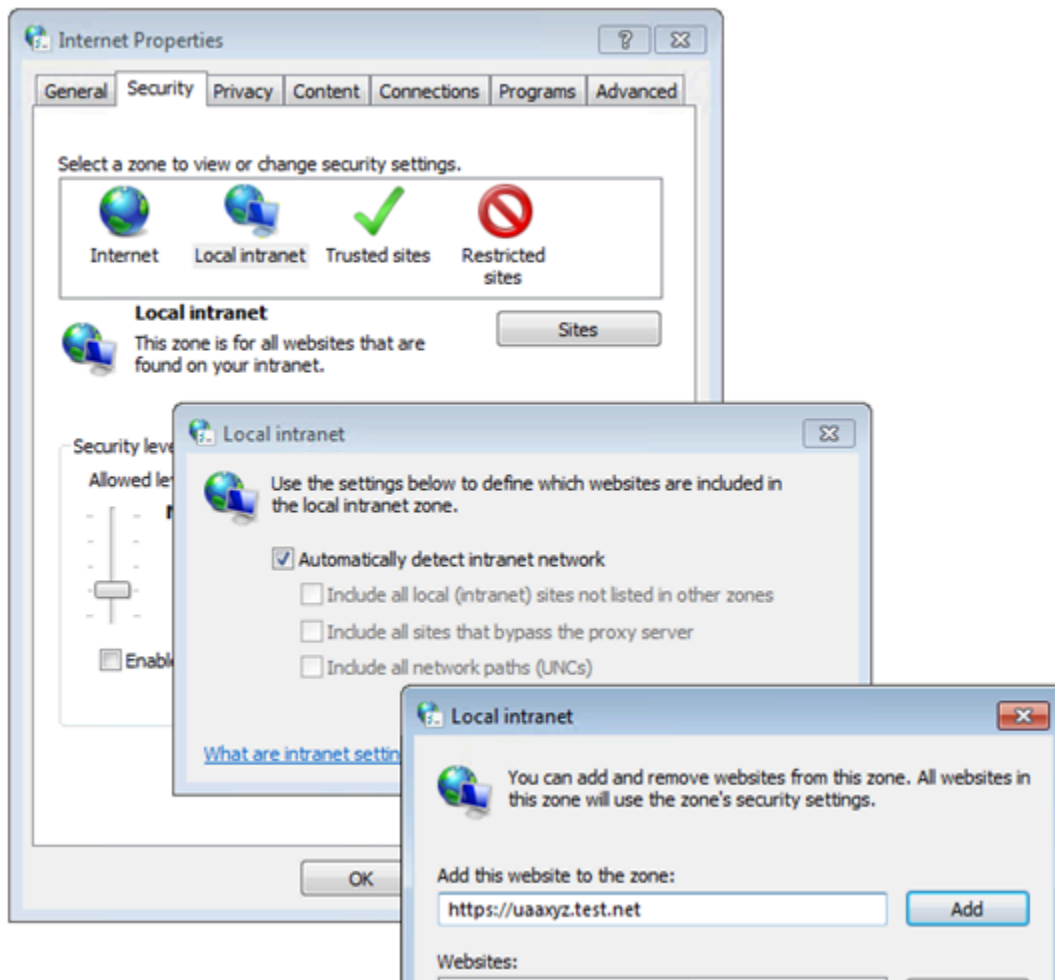 Internet Properties
General Security Privacy Content Connections Programs Advanced
Select a zone to view or change security settings.
Internet Local intranet Trusted sites Restricted
sites
Local intranet
Sites
This zone is for all websites that are
found on your intranet.
Security leve
Allowed le
Enabl
OK
Local intranet
Use the settings below to define which websites are included in
the local intranet zone.
Automatically detect intranet network
Include all local (intranet) sites not listed in other zones
Include all sites that bypass the proxy server
Include all network paths (UNCs)
What are intranet settin
Local intranet
You can add and remove websites from this zone. All websites in
this zone will use the zone's security settings.
Add this website to the zone:
https://uaaxyz.test.net Add
Websites: